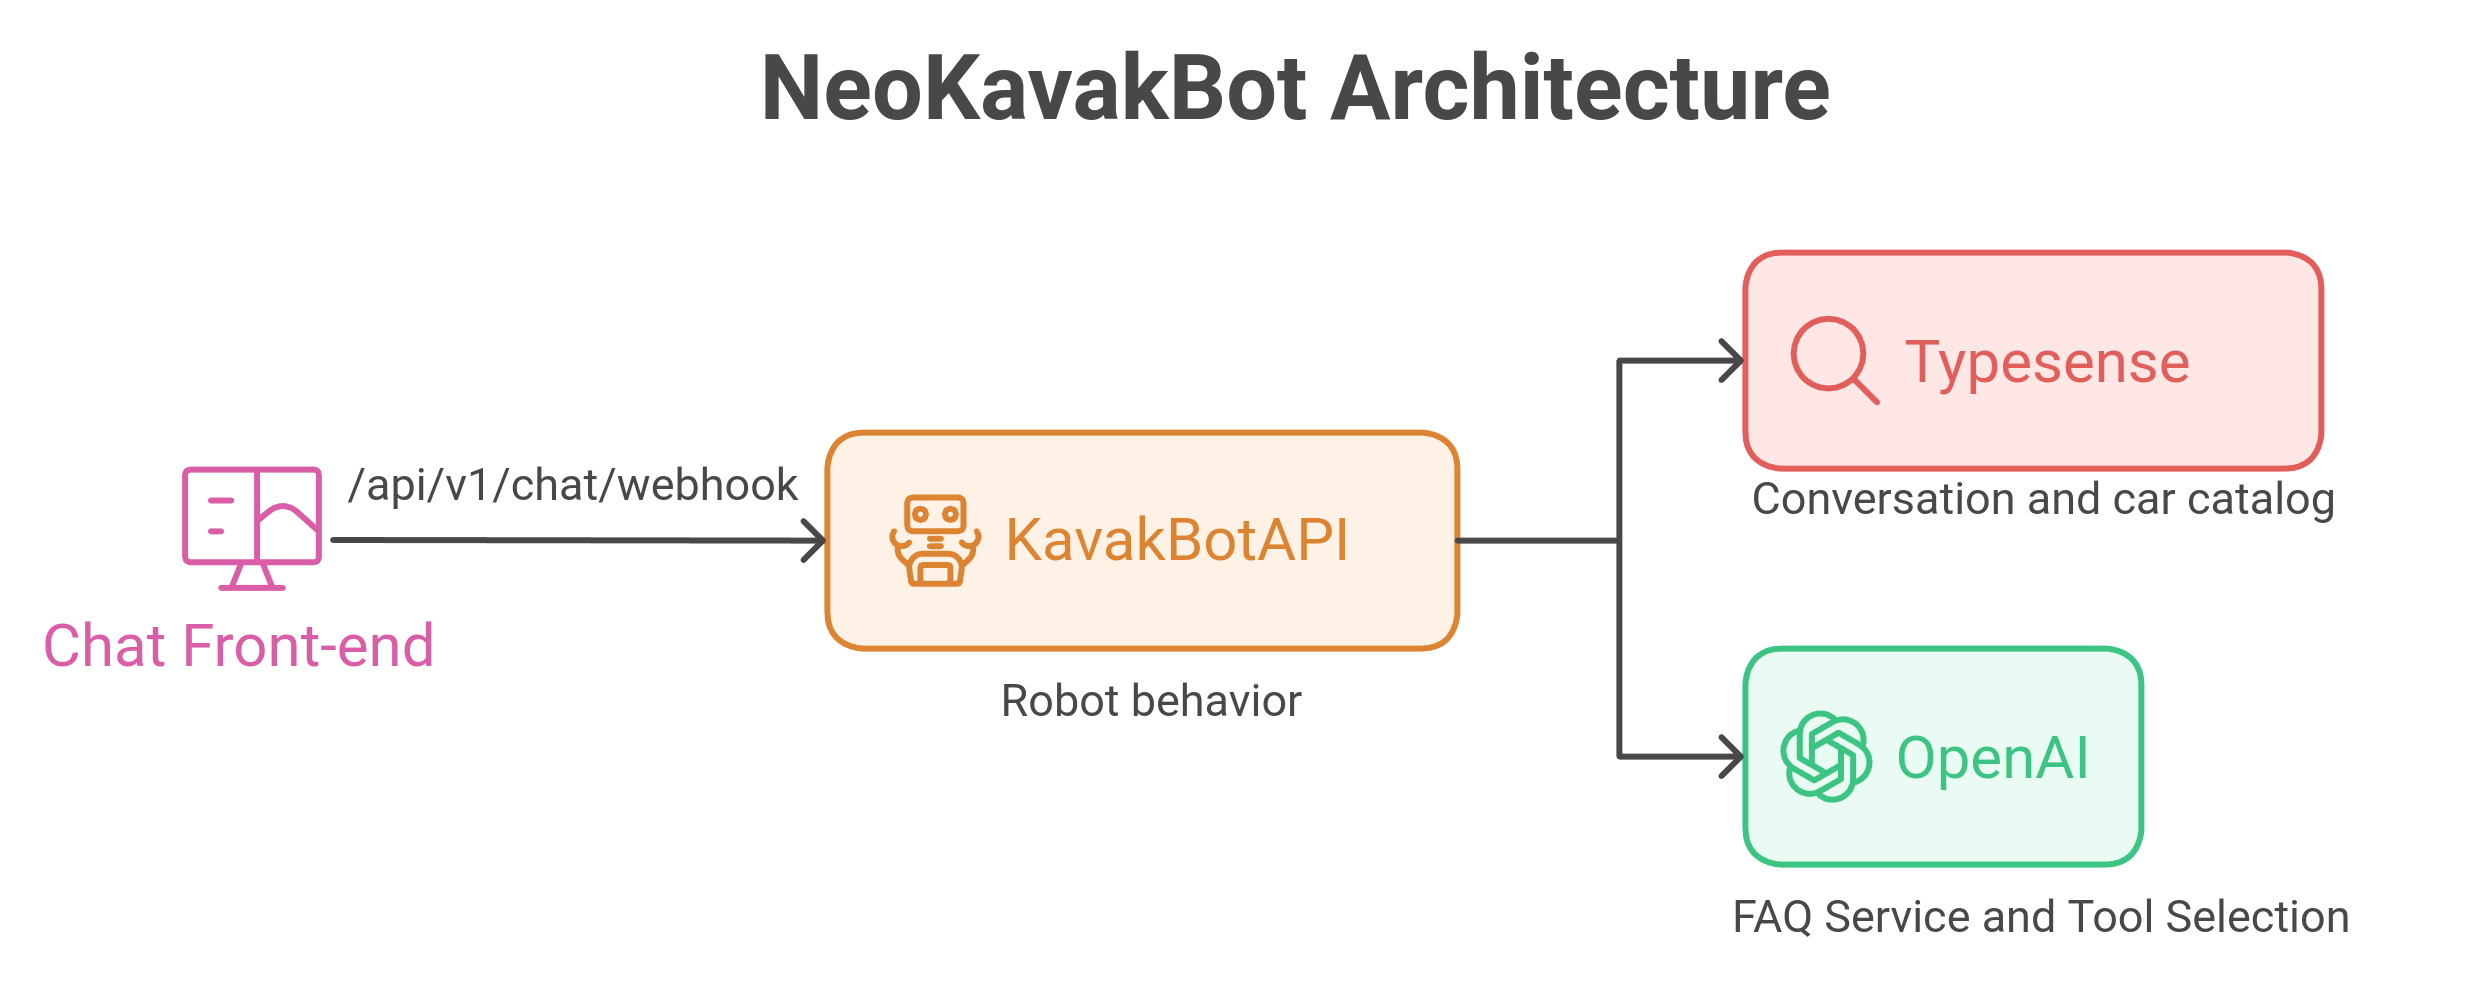 NeoKavakBot Architecture
/api/v1/chat/webhook
Chat Front-end
KavakBotAPI
Robot behavior
Typesense
Conversation and car catalog
OpenAI
FAQ Service and Tool Selection